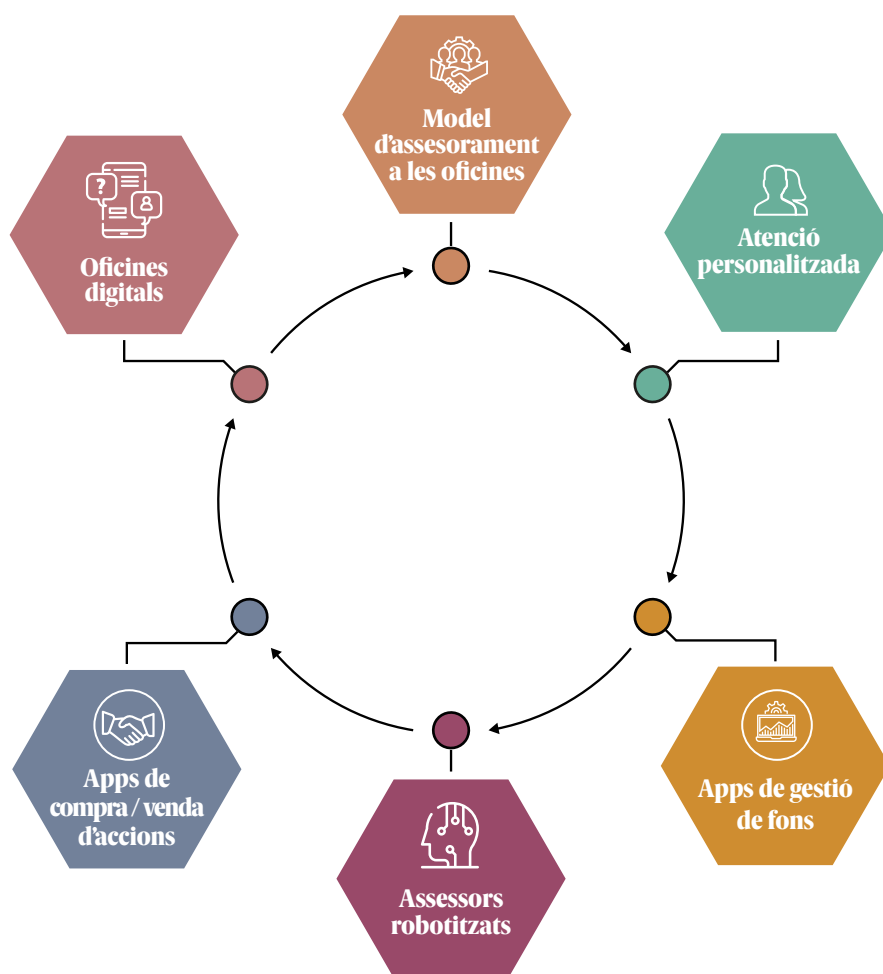 Model
d'assesorament
a les oficines
Atenció
personalitzada
Apps de gestió
de fons
Assessors
robotitzats
Apps de
compra / venda
d'accions
Oficines
digitals
?